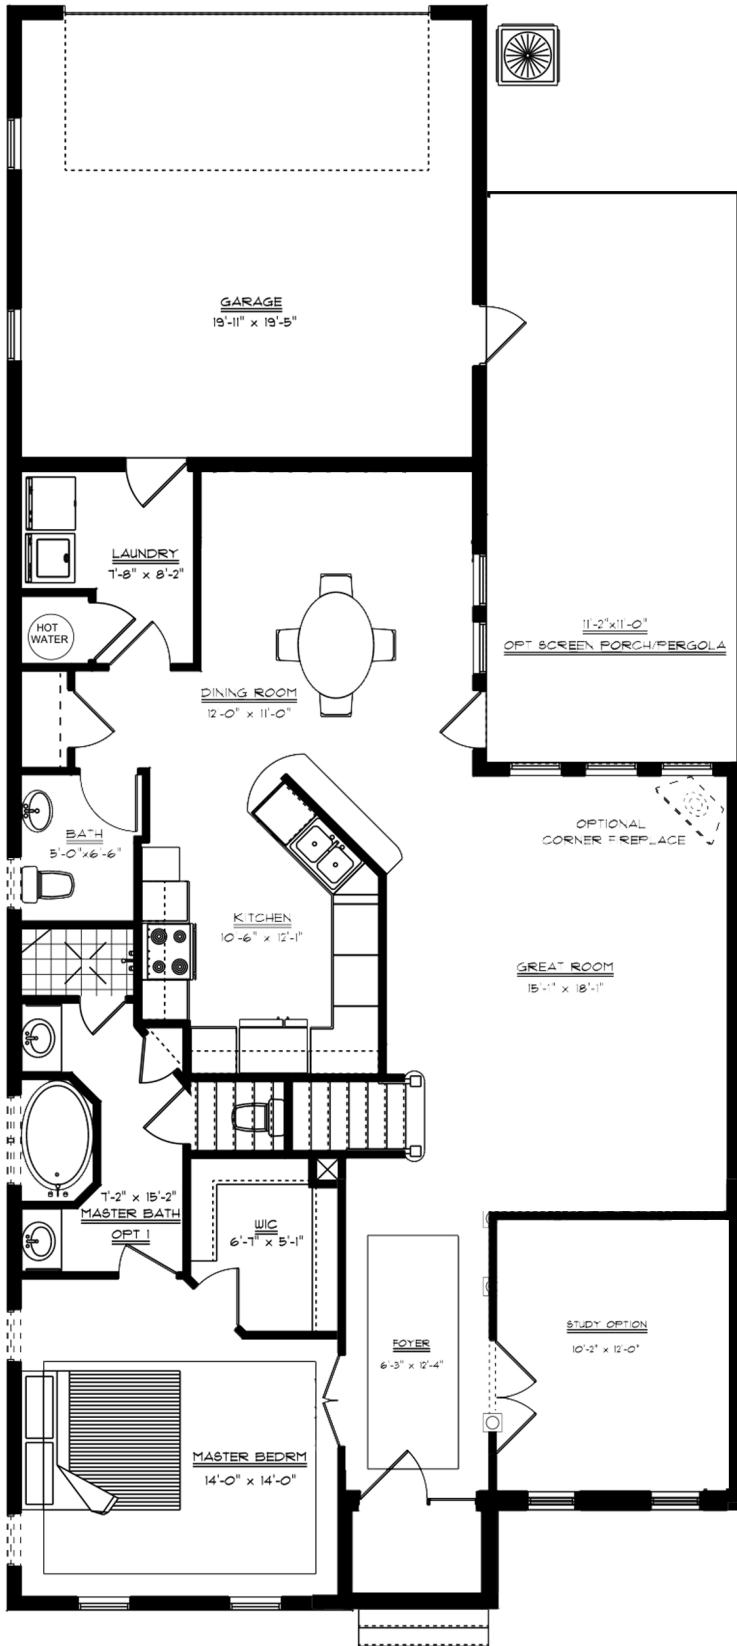 GARAGE
19'-11" x 19'-5"
LAUNDRY
7'-8" x 8'-2"
HOT
WATER
11'-2"x11'-0"
OPT SCREEN PORCH/PERGOLA
DINING ROOM
12'-0" x 11'-0"
OPTIONAL
CORNER FIREPLACE
BATH
5'-0"x6'-6"
KITCHEN
10'-6" x 12'-1"
GREAT ROOM
15'-1" x 18'-1"
7'-2" x 15'-2"
MASTER BATH
OPT 1
WIC
6'-7" x 5'-1"
FOYER
6'-3" x 12'-4"
STUDY OPTION
10'-2" x 12'-0"
MASTER BEDRM
14'-0" x 14'-0"